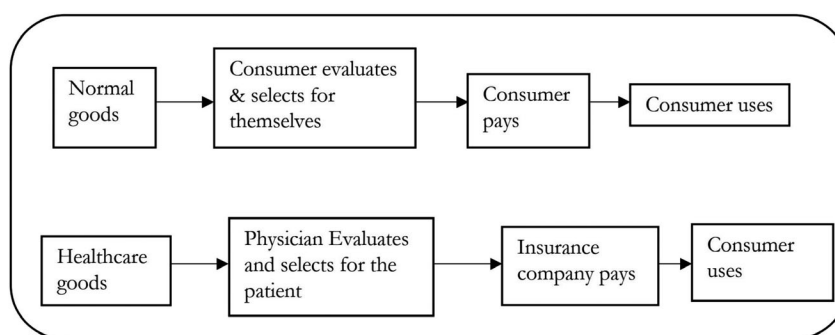 Normal
goods
Consumer evaluates
& selects for
themselves
Consumer
pays
Consumer uses
Healthcare
goods
Physician Evaluates
and selects for the
patient
Insurance
company pays
Consumer
uses